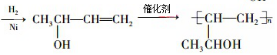 H₂
Ni
CH₃CH—CH=CH₂
OH
催化剂
[CH—CH₂]ₙ
CH₃CHOH